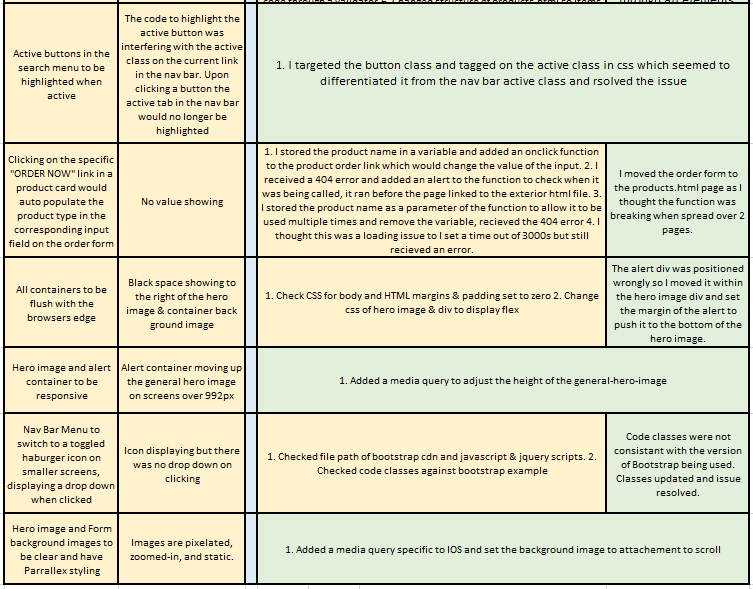 code through a validator 6. Changed structure of products.html so items
Active buttons in the
search menu to be
highlighted when
active
The code to highlight the
active button was
interfering with the active
class on the current link
in the nav bar. Upon
clicking a button the
active tab in the nav bar
would no longer be
highlighted
1. I targeted the button class and tagged on the active class in css which seemed to
differentiated it from the nav bar active class and rsolved the issue
Clicking on the specific
"ORDER NOW" link in a
product card would
auto populate the
product type in the
corresponding input
field on the order form
No value showing
1. I stored the product name in a variable and added an onclick function
to the product order link which would change the value of the input. 2. I
received a 404 error and added an alert to the function to check when it
was being called, it ran before the page linked to the exterior html file. 3.
I stored the product name as a parameter of the function to allow it to be
used multiple times and remove the variable, recieved the 404 error 4. I
thought this was a loading issue to I set a time out of 3000s but still
recieved an error.
I moved the order form to
the products.html page as I
thought the function was
breaking when spread over 2
pages.
All containers to be
flush with the
browsers edge
Black space showing to
the right of the hero
image & container back
ground image
1. Check CSS for body and HTML margins & padding set to zero 2. Change
css of hero image & div to display flex
The alert div was positioned
wrongly so I moved it within
the hero image div and set
the margin of the alert to
push it to the bottom of the
hero image.
Hero image and alert
container to be
responsive
Alert container moving up
the general hero image
on screens over 992px
1. Added a media query to adjust the height of the general-hero-image
Nav Bar Menu to
switch to a toggled
haburger icon on
smaller screens,
displaying a drop down
when clicked
Icon displaying but there
was no drop down on
clicking
1. Checked file path of bootstrap cdn and javascript & jquery scripts. 2.
Checked code classes against bootstrap example
Code classes were not
consistant with the version
of Bootstrap being used.
Classes updated and issue
resolved.
Hero image and Form
background images to
be clear and have
Parrallex styling
Images are pixelated,
zoomed-in, and static.
1. Added a media query specific to IOS and set the background image to attachement to scroll